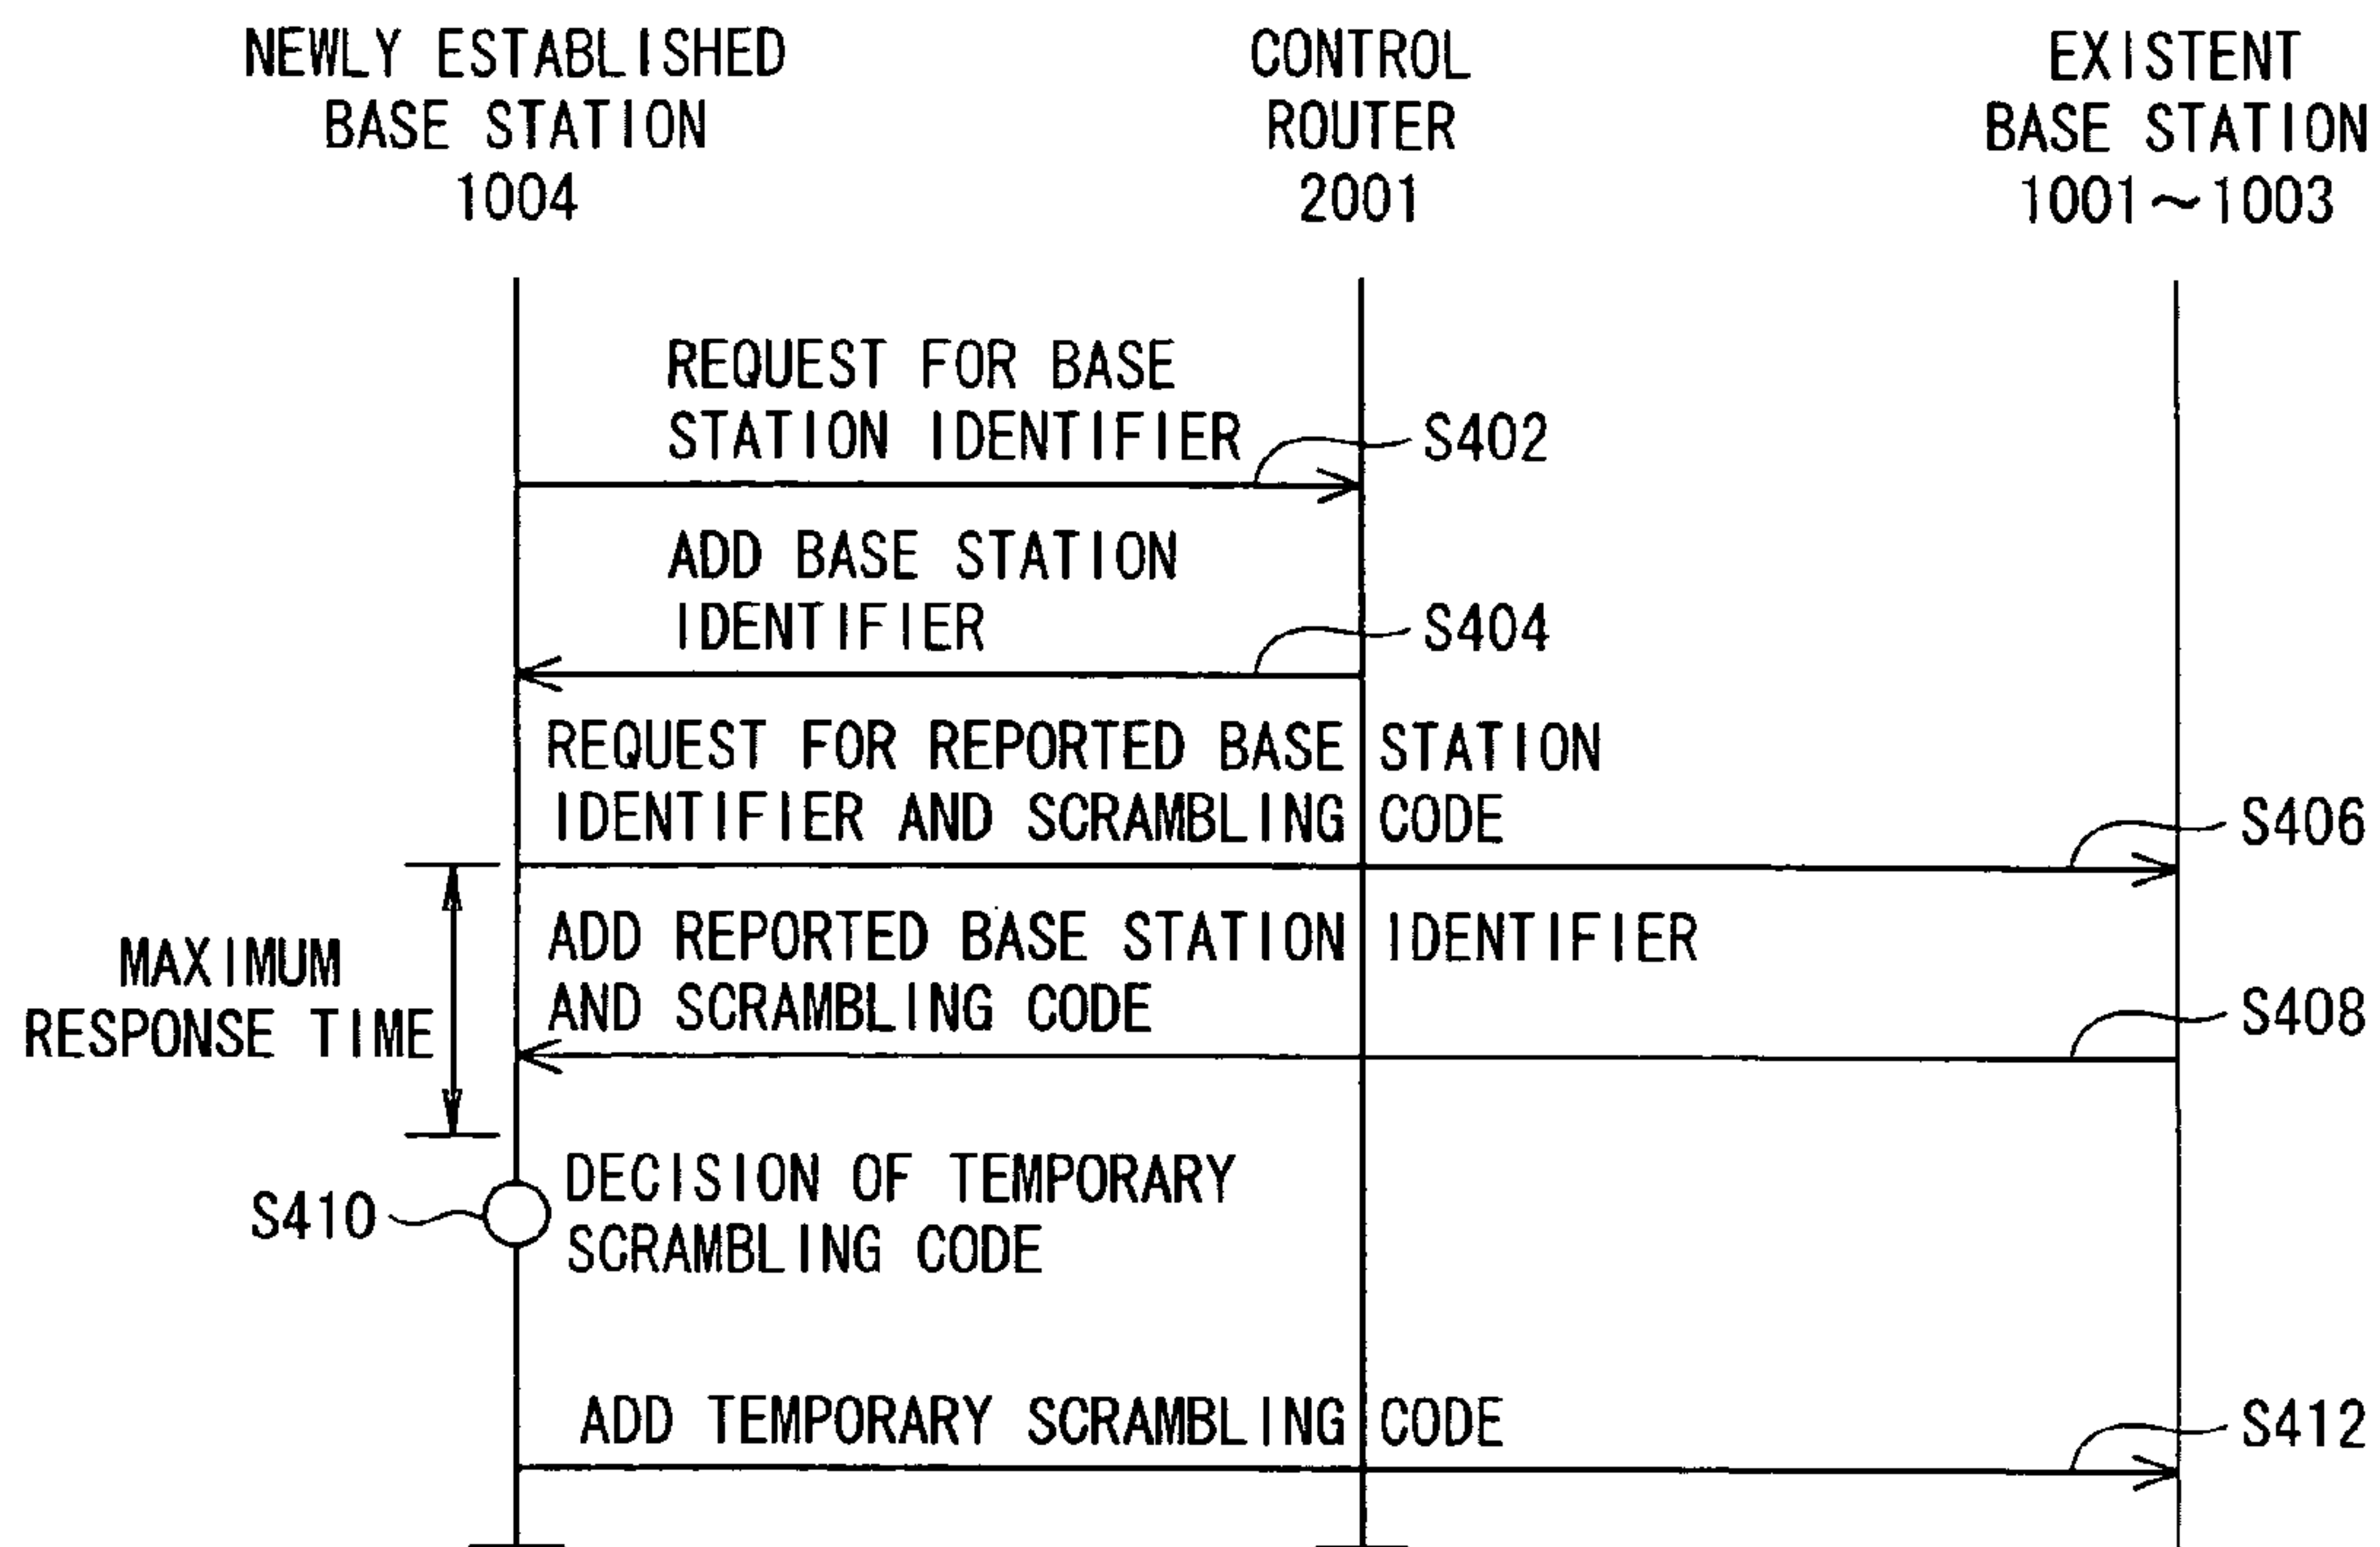 NEWLY ESTABLISHED
BASE STATION
1004
CONTROL
ROUTER
2001
EXISTENT
BASE STATION
1001~1003
REQUEST FOR BASE
STATION IDENTIFIER
S402
ADD BASE STATION
IDENTIFIER
S404
REQUEST FOR REPORTED BASE STATION
IDENTIFIER AND SCRAMBLING CODE
S406
MAXIMUM
RESPONSE TIME
ADD REPORTED BASE STATION IDENTIFIER
AND SCRAMBLING CODE
S408
S410
DECISION OF TEMPORARY
SCRAMBLING CODE
ADD TEMPORARY SCRAMBLING CODE
S412